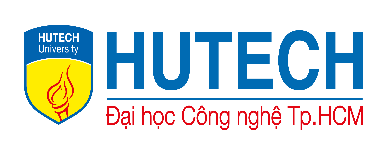 HUTECH
University
HUTECH
Đại học Công nghệ Tp.HCM